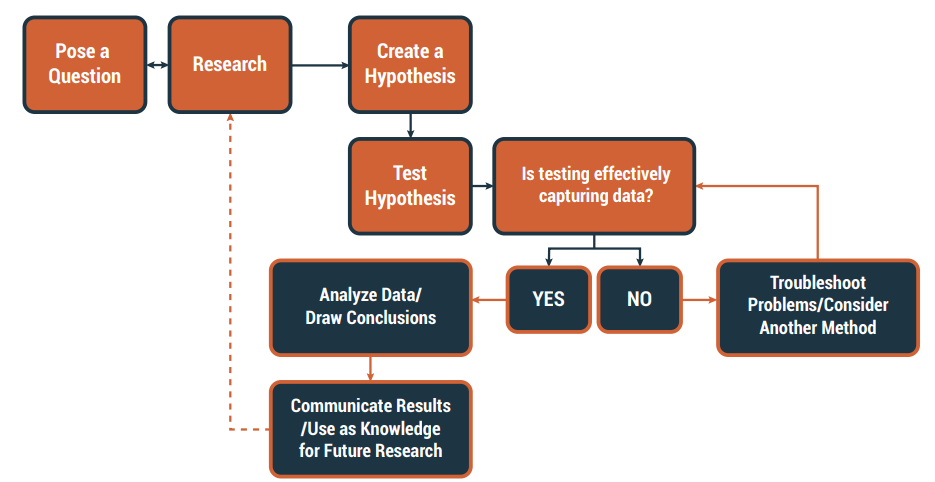 Pose a
Question
Research
Create a
Hypothesis
Test
Hypothesis
Is testing effectively
capturing data?
YES
NO
Troubleshoot
Problems/Consider
Another Method
Analyze Data/
Draw Conclusions
Communicate Results
/Use as Knowledge
for Future Research